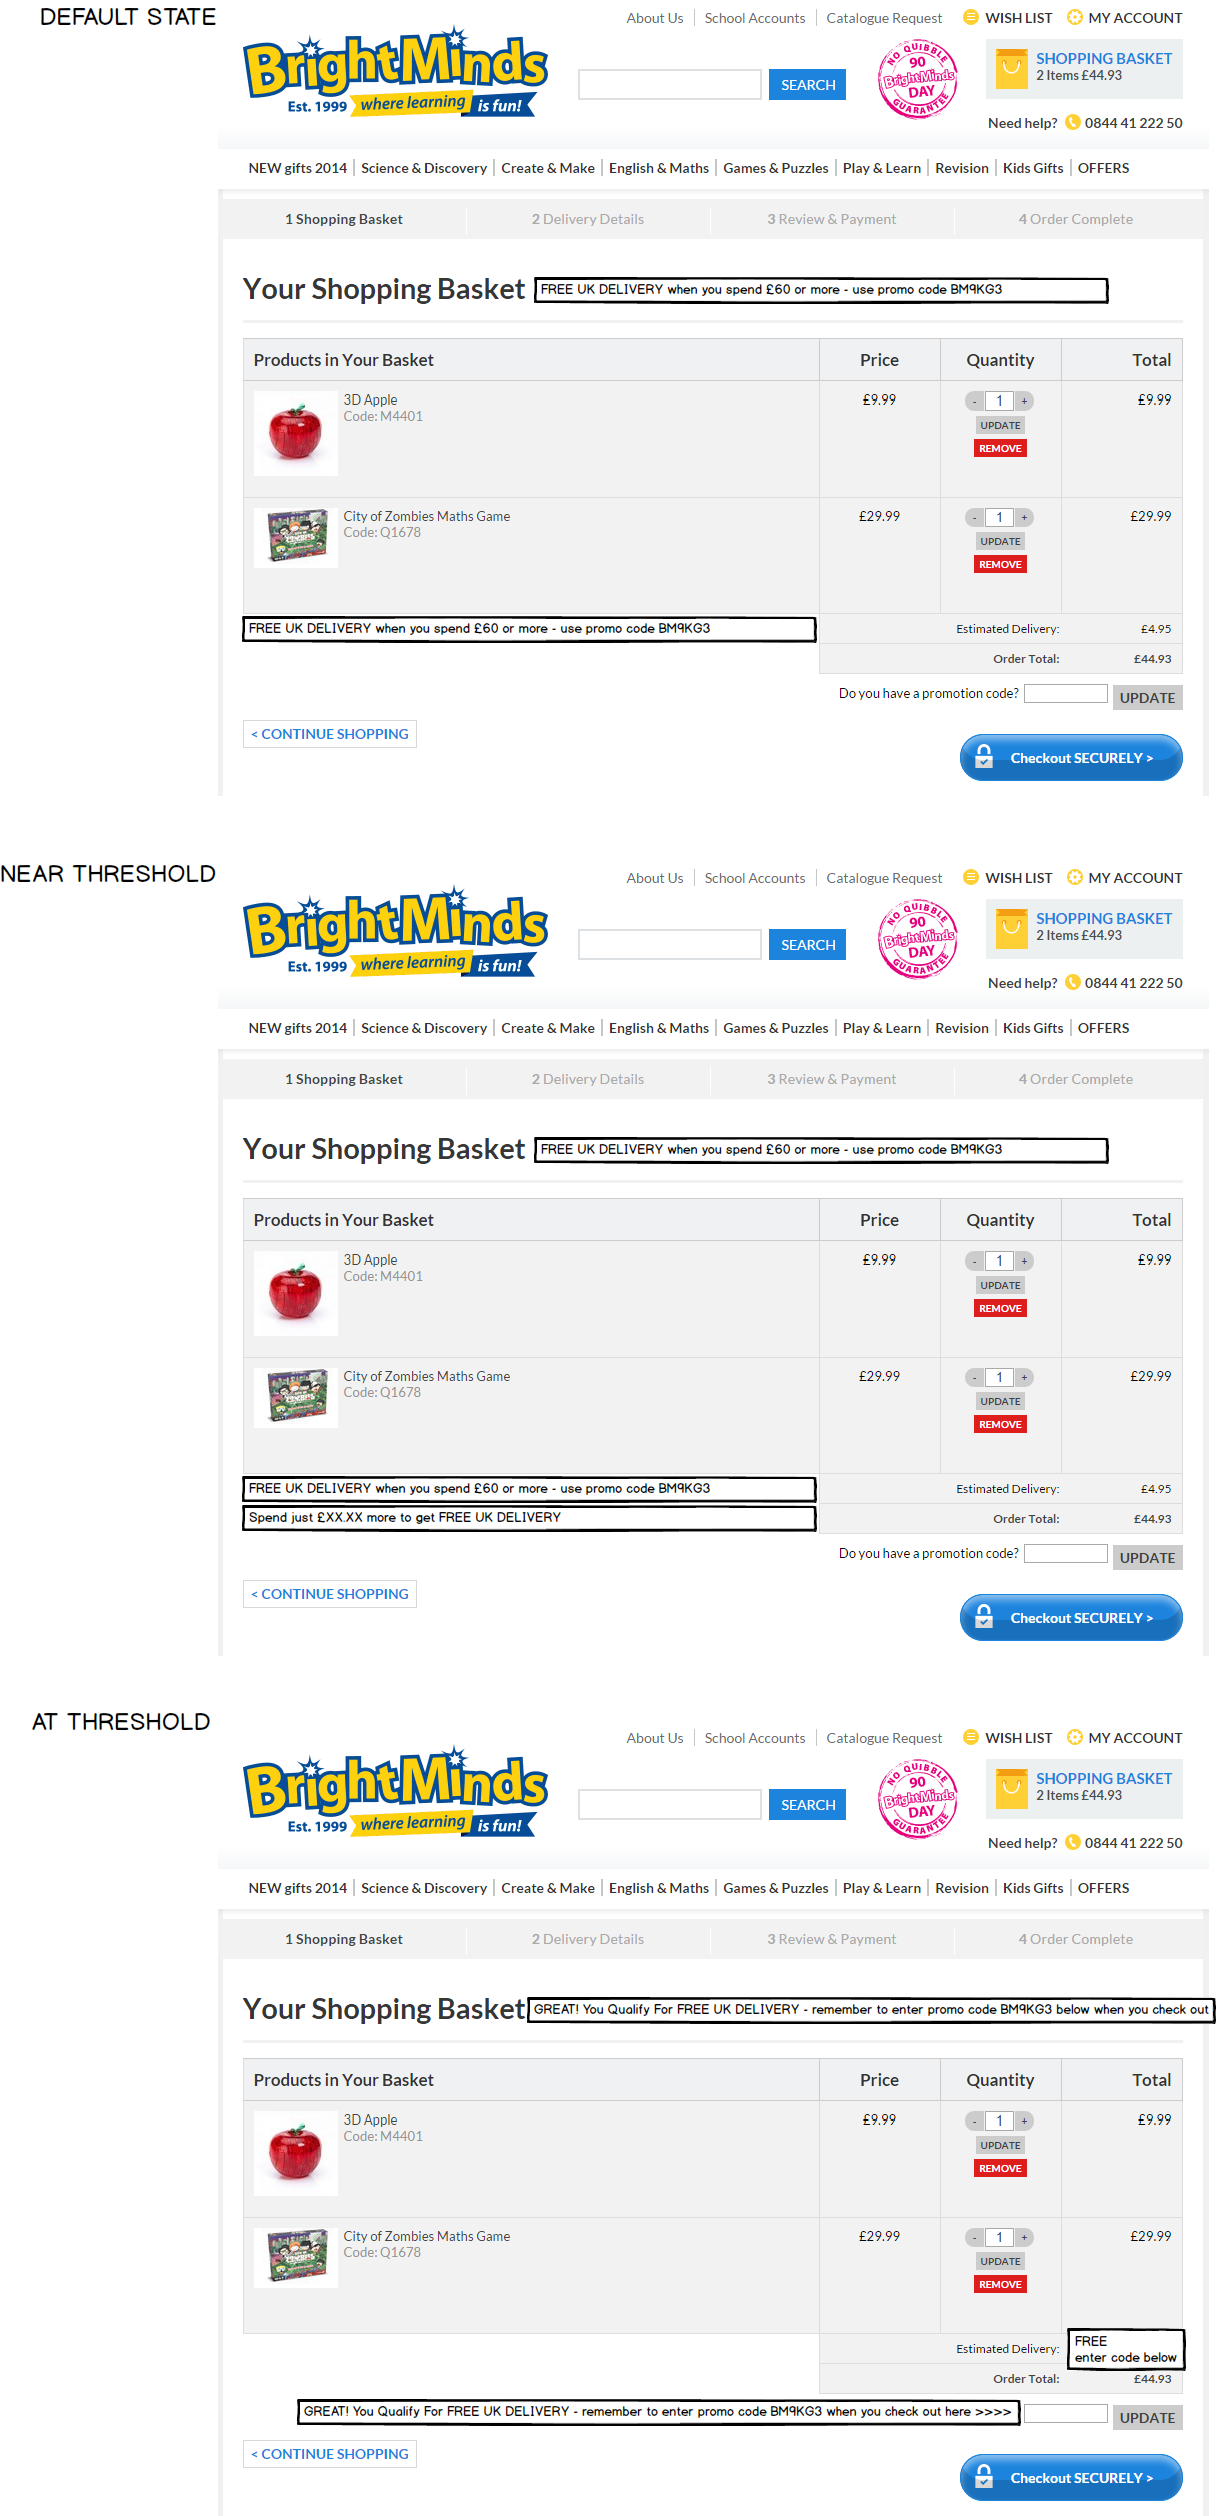 DEFAULT STATE
About Us School Accounts Catalogue Request WISH LIST MY ACCOUNT
BrightMinds
Est. 1999 where learning is fun!
SEARCH
NO QUIBBLE
90
BrightMinds
DAY
GUARANTEE
SHOPPING BASKET
2 Items £44.93
Need help? 0844 41 222 50
NEW gifts 2014 Science & Discovery Create & Make English & Maths Games & Puzzles Play & Learn Revision Kids Gifts OFFERS
1 Shopping Basket 2 Delivery Details 3 Review & Payment 4 Order Complete
Your Shopping Basket FREE UK DELIVERY when you spend £60 or more - use promo code BM9KG3
Products in Your Basket Price Quantity Total
3D Apple £9.99 - 1 + £9.99
Code: M4401
UPDATE
REMOVE
City of Zombies Maths Game £29.99 - 1 + £29.99
Code: Q1678
UPDATE
REMOVE
FREE UK DELIVERY when you spend £60 or more - use promo code BM9KG3 Estimated Delivery: £4.95
Order Total: £44.93
Do you have a promotion code? UPDATE
< CONTINUE SHOPPING
Checkout SECURELY >
NEAR THRESHOLD
About Us School Accounts Catalogue Request WISH LIST MY ACCOUNT
BrightMinds
Est. 1999 where learning is fun!
SEARCH
NO QUIBBLE
90
BrightMinds
DAY
GUARANTEE
SHOPPING BASKET
2 Items £44.93
Need help? 0844 41 222 50
NEW gifts 2014 Science & Discovery Create & Make English & Maths Games & Puzzles Play & Learn Revision Kids Gifts OFFERS
1 Shopping Basket 2 Delivery Details 3 Review & Payment 4 Order Complete
Your Shopping Basket FREE UK DELIVERY when you spend £60 or more - use promo code BM9KG3
Products in Your Basket Price Quantity Total
3D Apple £9.99 - 1 + £9.99
Code: M4401
UPDATE
REMOVE
City of Zombies Maths Game £29.99 - 1 + £29.99
Code: Q1678
UPDATE
REMOVE
FREE UK DELIVERY when you spend £60 or more - use promo code BM9KG3 Estimated Delivery: £4.95
Spend just £XX.XX more to get FREE UK DELIVERY Order Total: £44.93
Do you have a promotion code? UPDATE
< CONTINUE SHOPPING
Checkout SECURELY >
AT THRESHOLD
About Us School Accounts Catalogue Request WISH LIST MY ACCOUNT
BrightMinds
Est. 1999 where learning is fun!
SEARCH
NO QUIBBLE
90
BrightMinds
DAY
GUARANTEE
SHOPPING BASKET
2 Items £44.93
Need help? 0844 41 222 50
NEW gifts 2014 Science & Discovery Create & Make English & Maths Games & Puzzles Play & Learn Revision Kids Gifts OFFERS
1 Shopping Basket 2 Delivery Details 3 Review & Payment 4 Order Complete
Your Shopping Basket GREAT! You Qualify For FREE UK DELIVERY - remember to enter promo code BM9KG3 below when you check out
Products in Your Basket Price Quantity Total
3D Apple £9.99 - 1 + £9.99
Code: M4401
UPDATE
REMOVE
City of Zombies Maths Game £29.99 - 1 + £29.99
Code: Q1678
UPDATE
REMOVE
Estimated Delivery: FREE
enter code below
Order Total: £44.93
GREAT! You Qualify For FREE UK DELIVERY - remember to enter promo code BM9KG3 when you check out here >>>> UPDATE
< CONTINUE SHOPPING
Checkout SECURELY >